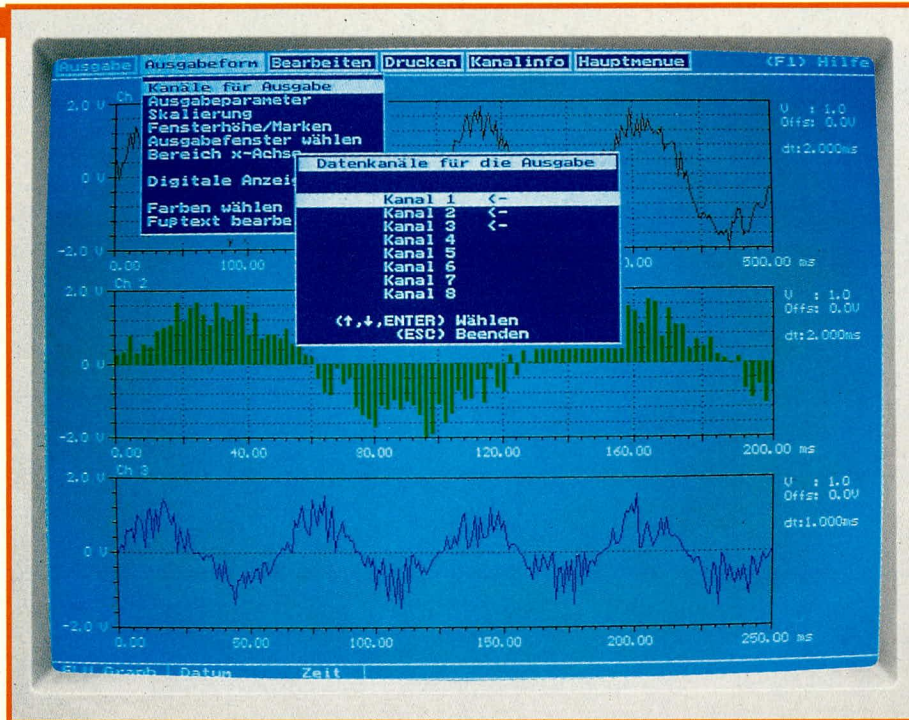 Ausgabe Ausgabeform Bearbeiten Drucken Kanalinfo Hauptmenue (F1) Hilfe
Kanäle für Ausgabe
Ausgabeparameter
Skalierung
Fensterhöhe/Marken
Ausgabefenster wählen
Bereich x-Achse
Digitale Anzei
Farben wählen
Fußtext bearbe
Datenkanäle für die Ausgabe
Kanal 1 <-
Kanal 2 <-
Kanal 3 <-
Kanal 4
Kanal 5
Kanal 6
Kanal 7
Kanal 8
(↑,↓,ENTER) Wählen
(ESC) Beenden
2.0 V Ch
0 V
-2.0 V
0.00 100.00 500.00 ms
V : 1.0
Offs: 0.0V
dt:2.000ms
2.0 V Ch 2
0 V
-2.0 V
0.00 40.00 80.00 120.00 160.00 200.00 ms
V : 1.0
Offs: 0.0V
dt:2.000ms
2.0 V Ch 3
0 V
-2.0 V
0.00 50.00 100.00 150.00 200.00 250.00 ms
V : 1.0
Offs: 0.0V
dt:1.000ms
Graph Datum Zeit